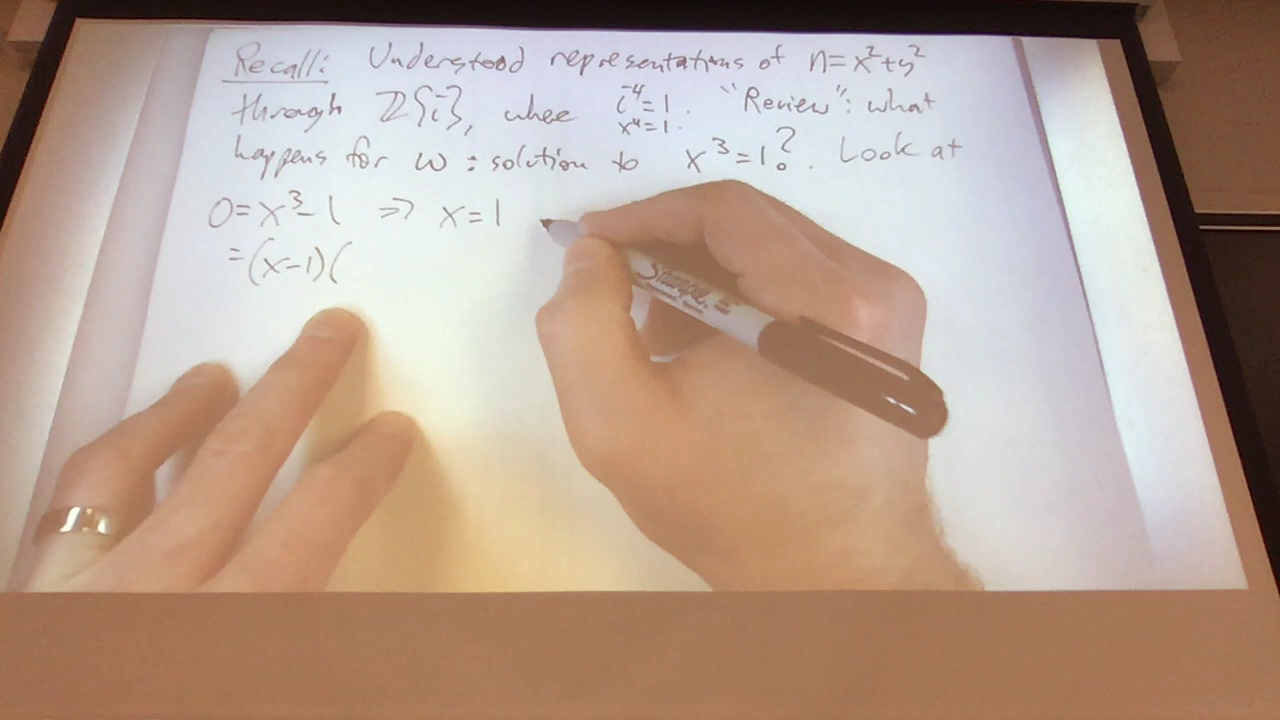 Recall: Understood representations of n=x²+y²
through ℤ[i], where i⁴=1. "Review": what
x⁴=1.
happens for ω: solution to x³=1?. Look at
0=x³-1 ⇒ x=1
=(x-1)(
Sharpie